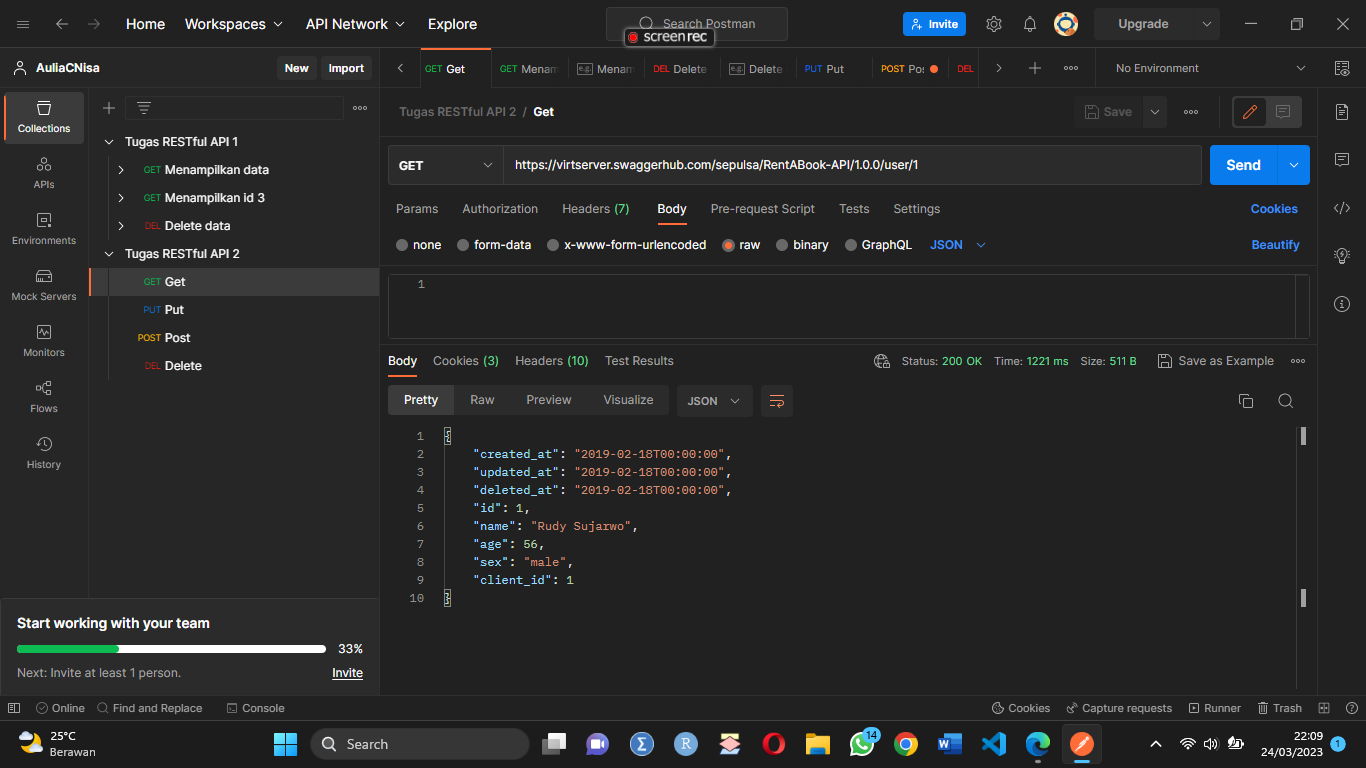 Home Workspaces API Network Explore Search Postman Invite Upgrade
screenrec
AuliaCNisa New Import GET Get GET Menam e.g. Menam DEL Delete e.g. Delete PUT Put POST Pos DEL No Environment
Collections
APIs
Environments
Mock Servers
Monitors
Flows
History
Tugas RESTful API 1
GET Menampilkan data
GET Menampilkan id 3
DEL Delete data
Tugas RESTful API 2
GET Get
PUT Put
POST Post
DEL Delete
Start working with your team
33%
Next: Invite at least 1 person. Invite
Tugas RESTful API 2 / Get Save
GET https://virtserver.swaggerhub.com/sepulsa/RentABook-API/1.0.0/user/1 Send
Params Authorization Headers (7) Body Pre-request Script Tests Settings Cookies
none form-data x-www-form-urlencoded raw binary GraphQL JSON Beautify
1
Body Cookies (3) Headers (10) Test Results Status: 200 OK Time: 1221 ms Size: 511 B Save as Example
Pretty Raw Preview Visualize JSON
1 {
2 "created_at": "2019-02-18T00:00:00",
3 "updated_at": "2019-02-18T00:00:00",
4 "deleted_at": "2019-02-18T00:00:00",
5 "id": 1,
6 "name": "Rudy Sujarwo",
7 "age": 56,
8 "sex": "male",
9 "client_id": 1
10 }
Online Find and Replace Console Cookies Capture requests Runner Trash
25°C
Berawan
Search
14
22:09
24/03/2023
1